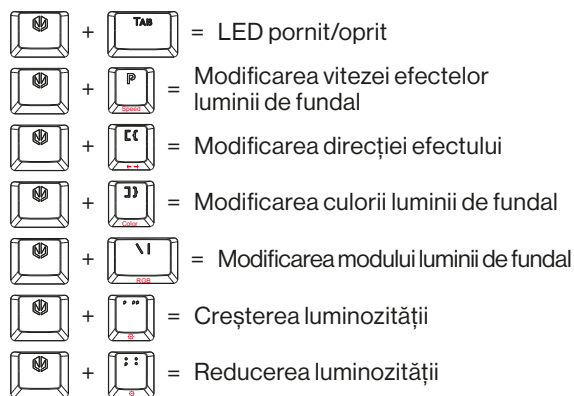 + TAB = LED pornit/oprit
+ P Speed = Modificarea vitezei efectelor
luminii de fundal
+ [ { = Modificarea direcției efectului
+ ] } Color = Modificarea culorii luminii de fundal
+ \ | RGB = Modificarea modului luminii de fundal
+ ' " = Creșterea luminozității
+ ; : = Reducerea luminozității